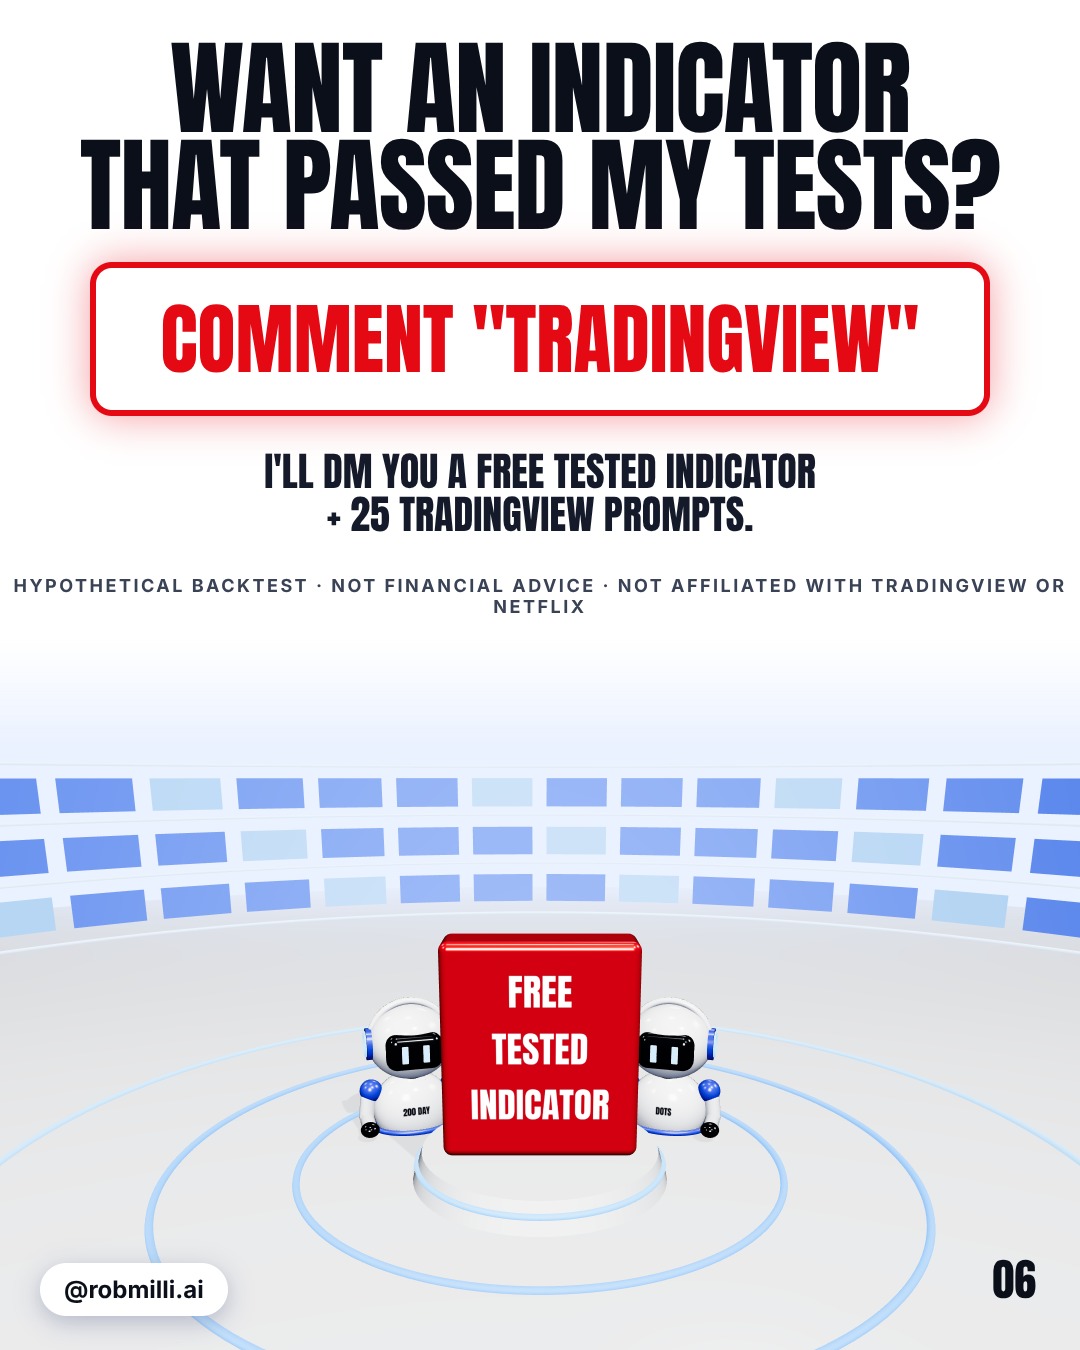 WANT AN INDICATOR
THAT PASSED MY TESTS?
COMMENT "TRADINGVIEW"
I'LL DM YOU A FREE TESTED INDICATOR
+ 25 TRADINGVIEW PROMPTS.
HYPOTHETICAL BACKTEST · NOT FINANCIAL ADVICE · NOT AFFILIATED WITH TRADINGVIEW OR
NETFLIX
FREE
TESTED
INDICATOR
200 DAY
DOTS
@robmilli.ai
06